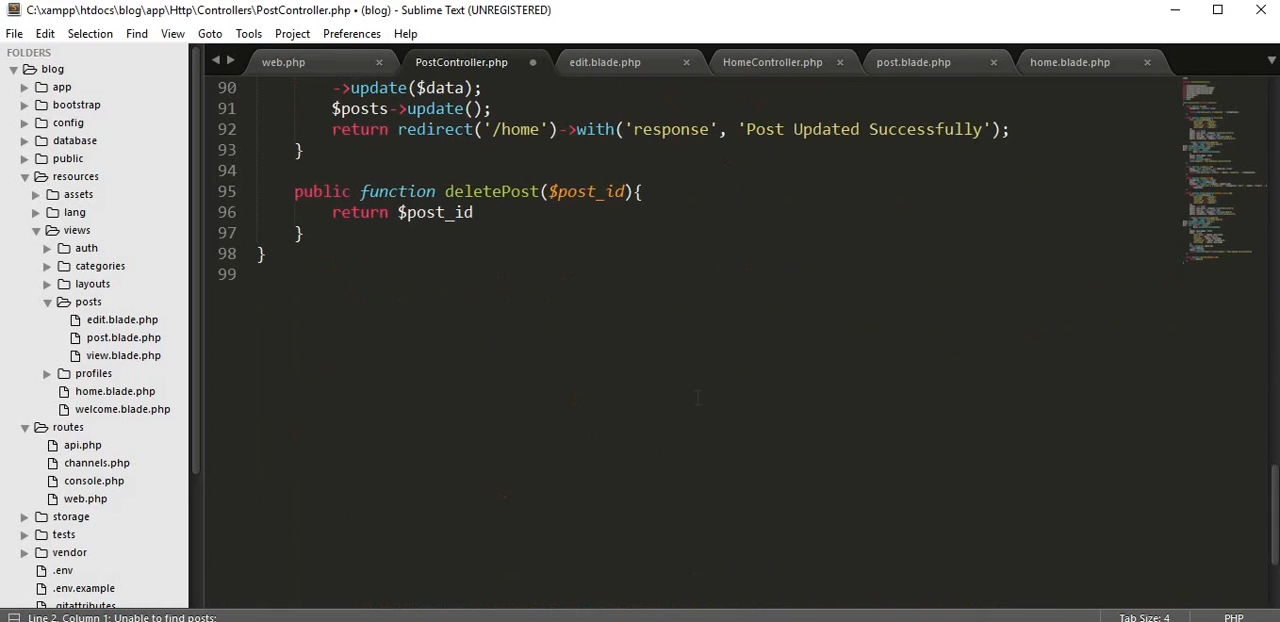 C:\xampp\htdocs\blog\app\Http\Controllers\PostController.php • (blog) - Sublime Text (UNREGISTERED)
File Edit Selection Find View Goto Tools Project Preferences Help
FOLDERS
blog
app
bootstrap
config
database
public
resources
assets
lang
views
auth
categories
layouts
posts
edit.blade.php
post.blade.php
view.blade.php
profiles
home.blade.php
welcome.blade.php
routes
api.php
channels.php
console.php
web.php
storage
tests
vendor
.env
.env.example
.gitattributes
web.php PostController.php edit.blade.php HomeController.php post.blade.php home.blade.php
90 ->update($data);
91 $posts->update();
92 return redirect('/home')->with('response', 'Post Updated Successfully');
93 }
94
95 public function deletePost($post_id){
96 return $post_id
97 }
98 }
99
Line 2, Column 1: Unable to find posts: Tab Size: 4 PHP